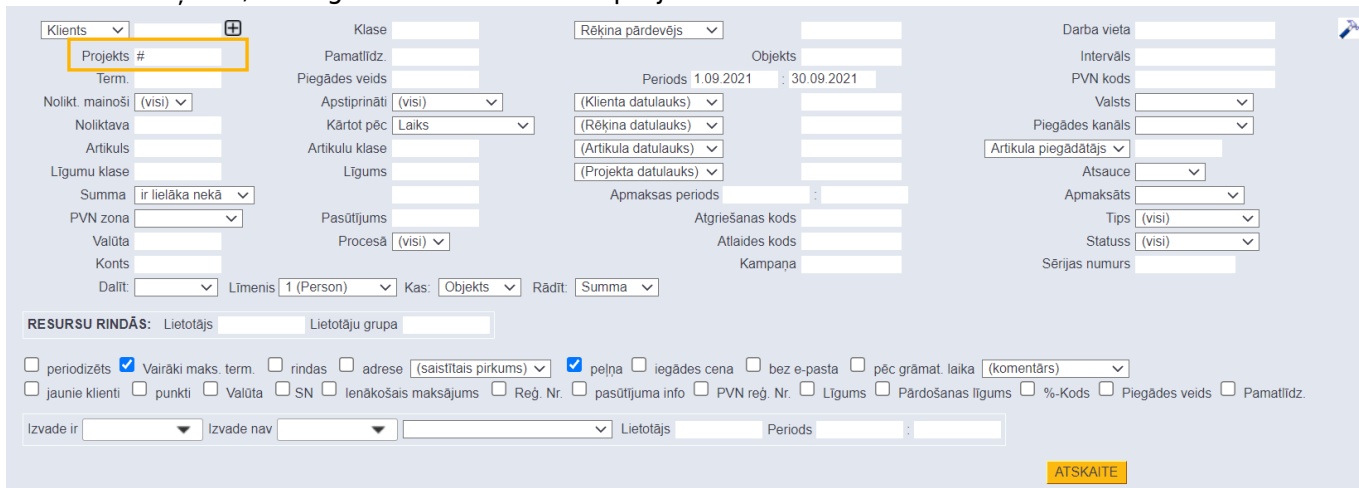 Klients Klase Rēķina pārdevējs Darba vieta
Projekts # Pamatlīdz. Objekts Intervāls
Term. Piegādes veids Periods 1.09.2021 : 30.09.2021 PVN kods
Nolikt. mainoši (visi) Apstiprināti (visi) (Klienta datulauks) Valsts
Noliktava Kārtot pēc Laiks (Rēķina datulauks) Piegādes kanāls
Artikuls Artikulu klase (Artikula datulauks) Artikula piegādātājs
Līgumu klase Līgums (Projekta datulauks) Atsauce
Summa ir lielāka nekā Apmaksas periods : Apmaksāts
PVN zona Pasūtījums Atgriešanas kods Tips (visi)
Valūta Procesā (visi) Atlaides kods Statuss (visi)
Konts Kampaņa Sērijas numurs
Dalīt: Līmenis 1 (Person) Kas: Objekts Rādīt: Summa
RESURSU RINDĀS: Lietotājs Lietotāju grupa
periodizēts Vairāki maks. term. rindas adrese (saistītais pirkums) peļņa iegādes cena bez e-pasta pēc grāmat. laika (komentārs)
jaunie klienti punkti Valūta SN Ienākošais maksājums Reģ. Nr. pasūtījuma info PVN reģ. Nr. Līgums Pārdošanas līgums %-Kods Piegādes veids Pamatlīdz.
Izvade ir Izvade nav Lietotājs Periods :
ATSKAITE